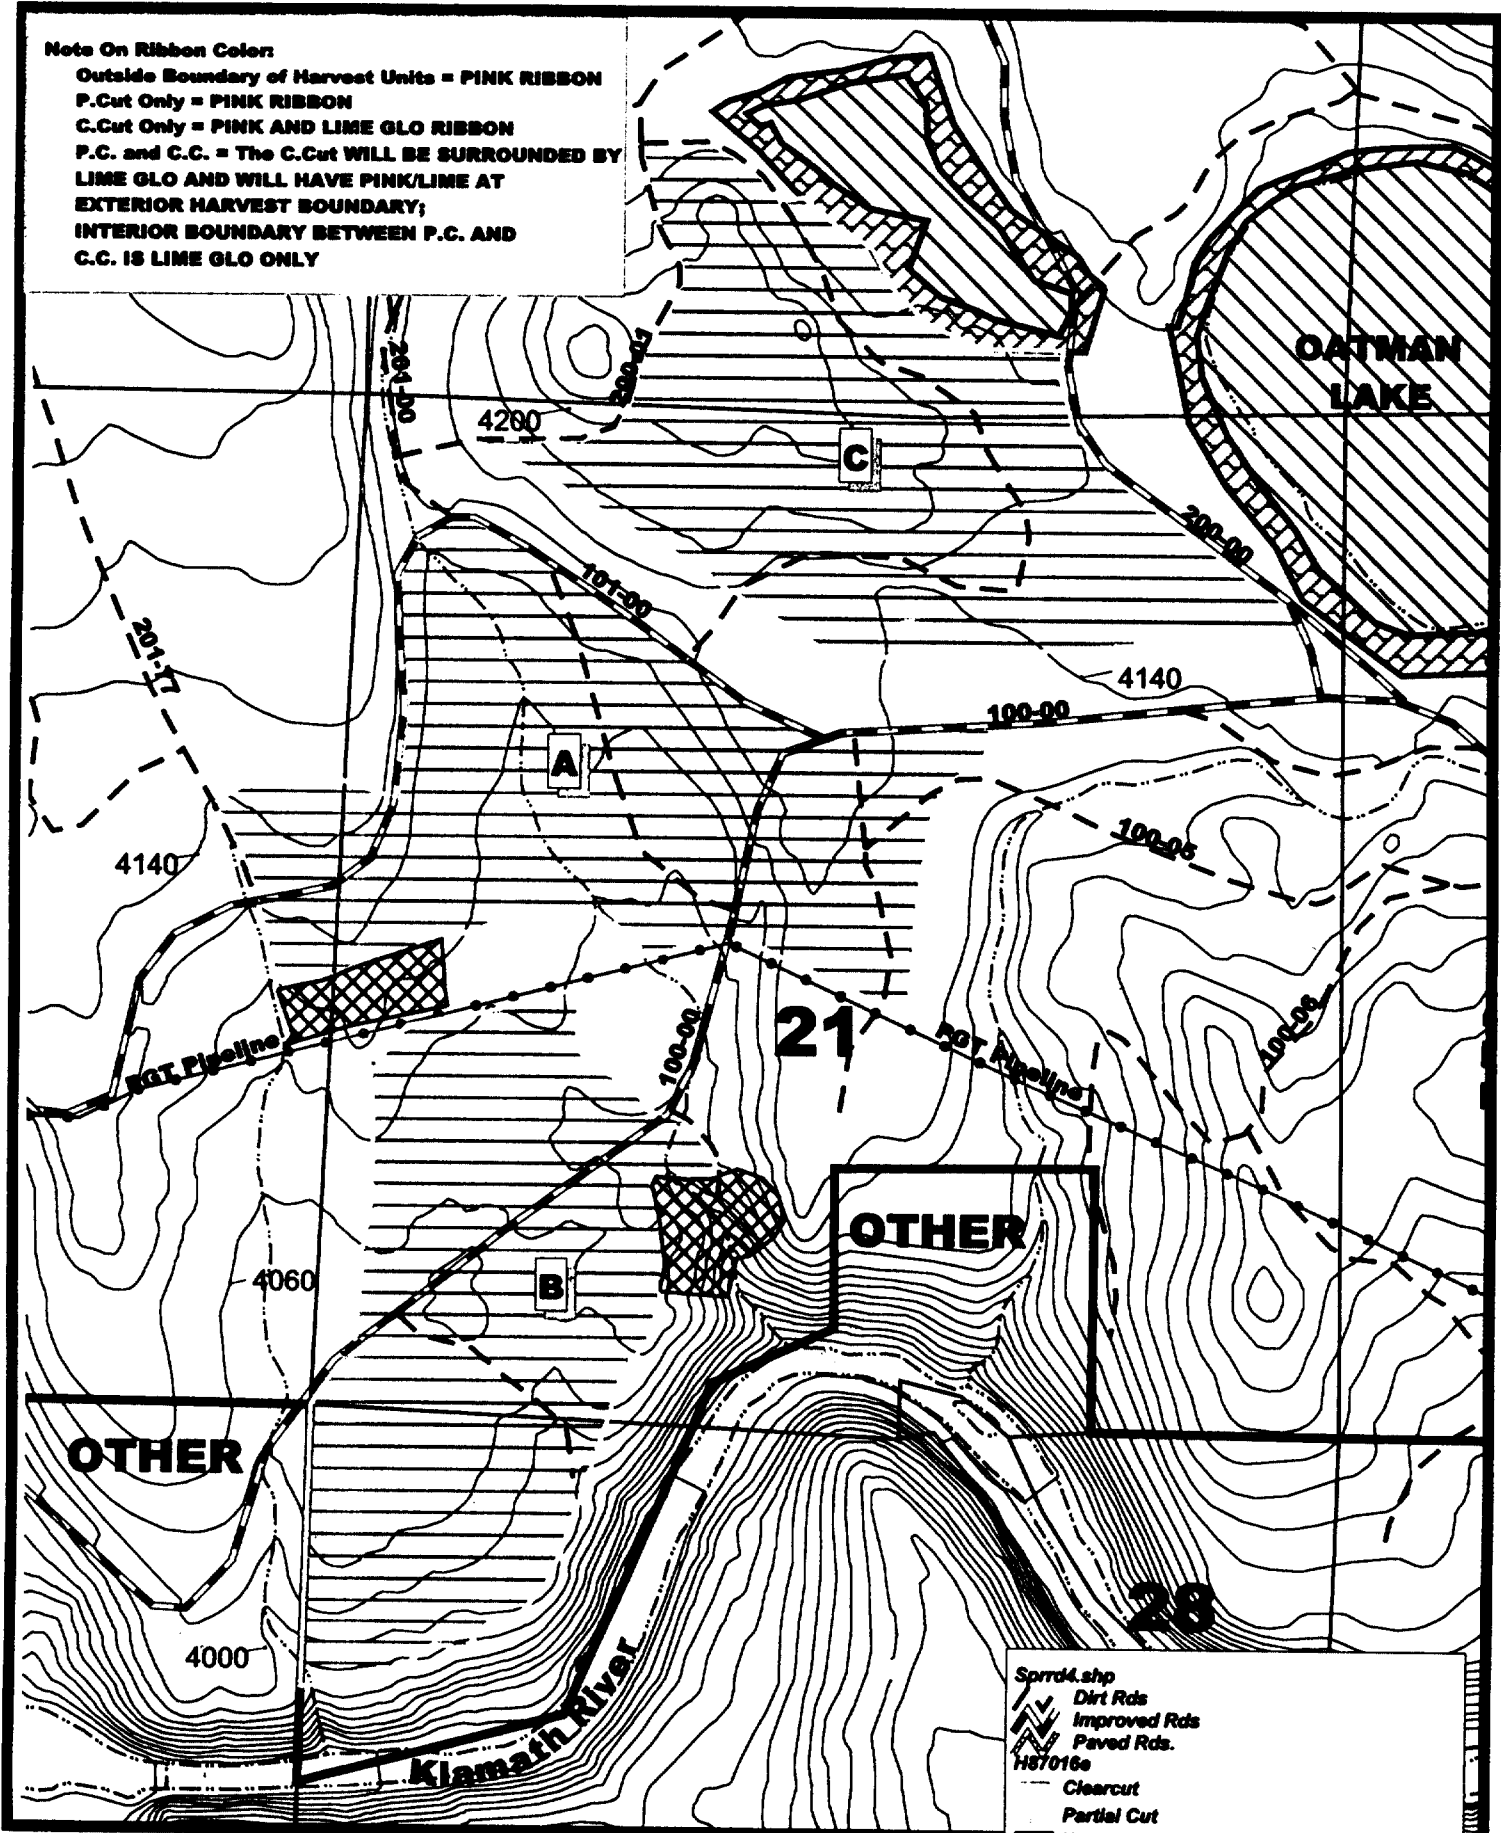 Note On Ribbon Color:
Outside Boundary of Harvest Units = PINK RIBBON
P.Cut Only = PINK RIBBON
C.Cut Only = PINK AND LIME GLO RIBBON
P.C. and C.C. = The C.Cut WILL BE SURROUNDED BY
LIME GLO AND WILL HAVE PINK/LIME AT
EXTERIOR HARVEST BOUNDARY;
INTERIOR BOUNDARY BETWEEN P.C. AND
C.C. IS LIME GLO ONLY
OATMAN
LAKE
201-00
200-01
4200
C
200-00
101-00
201-17
4140
100-00
A
100-05
4140
100-06
21
PGT Pipeline
PGT Pipeline
100-00
OTHER
4060
B
OTHER
28
4000
Klamath River
Sprrd4.shp
Dirt Rds
Improved Rds
Paved Rds.
H87016e
Clearcut
Partial Cut